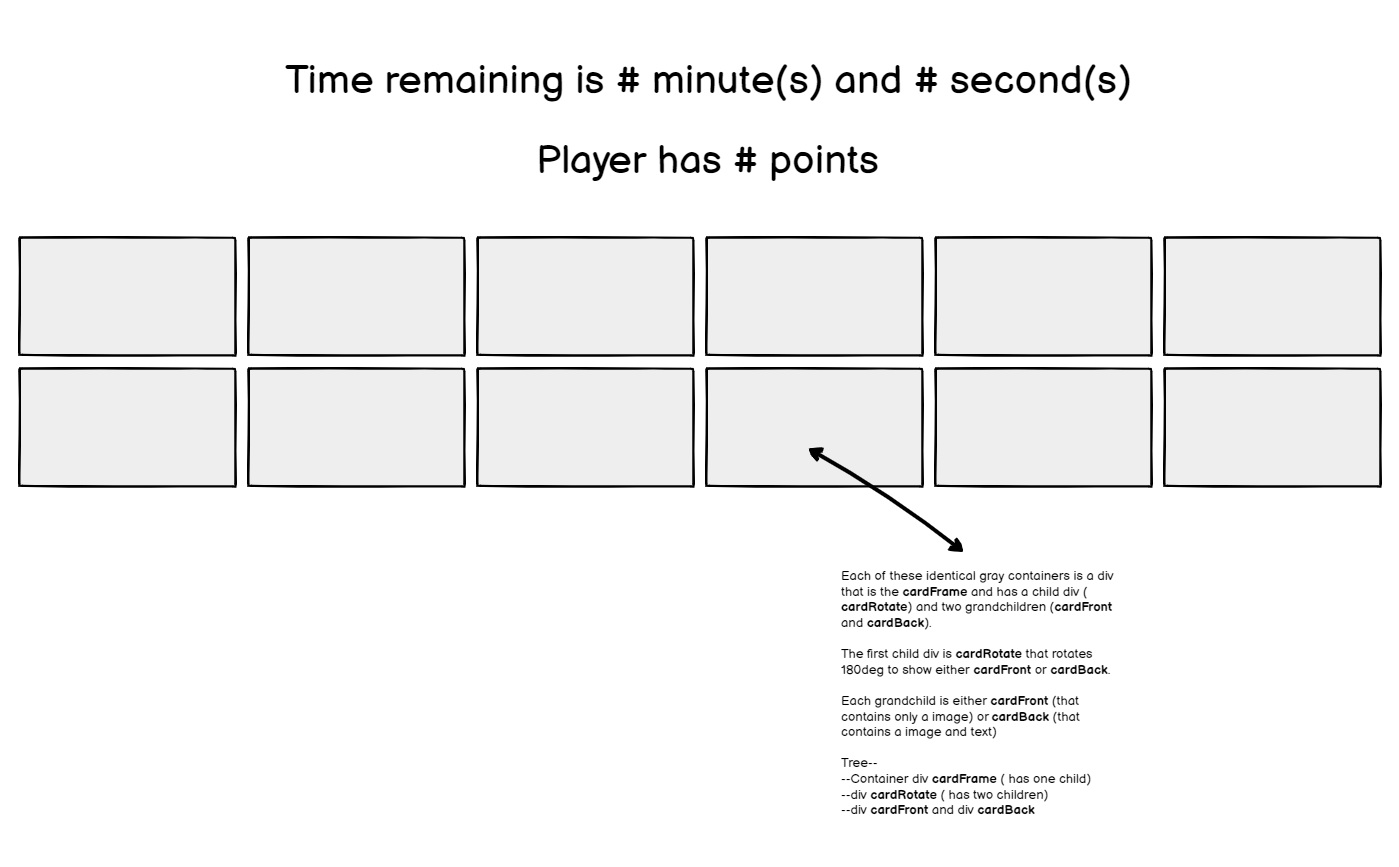 Time remaining is # minute(s) and # second(s)
Player has # points
Each of these identical gray containers is a div
that is the cardFrame and has a child div (
cardRotate) and two grandchildren (cardFront
and cardBack).
The first child div is cardRotate that rotates
180deg to show either cardFront or cardBack.
Each grandchild is either cardFront (that
contains only a image) or cardBack (that
contains a image and text)
Tree--
--Container div cardFrame ( has one child)
--div cardRotate ( has two children)
--div cardFront and div cardBack